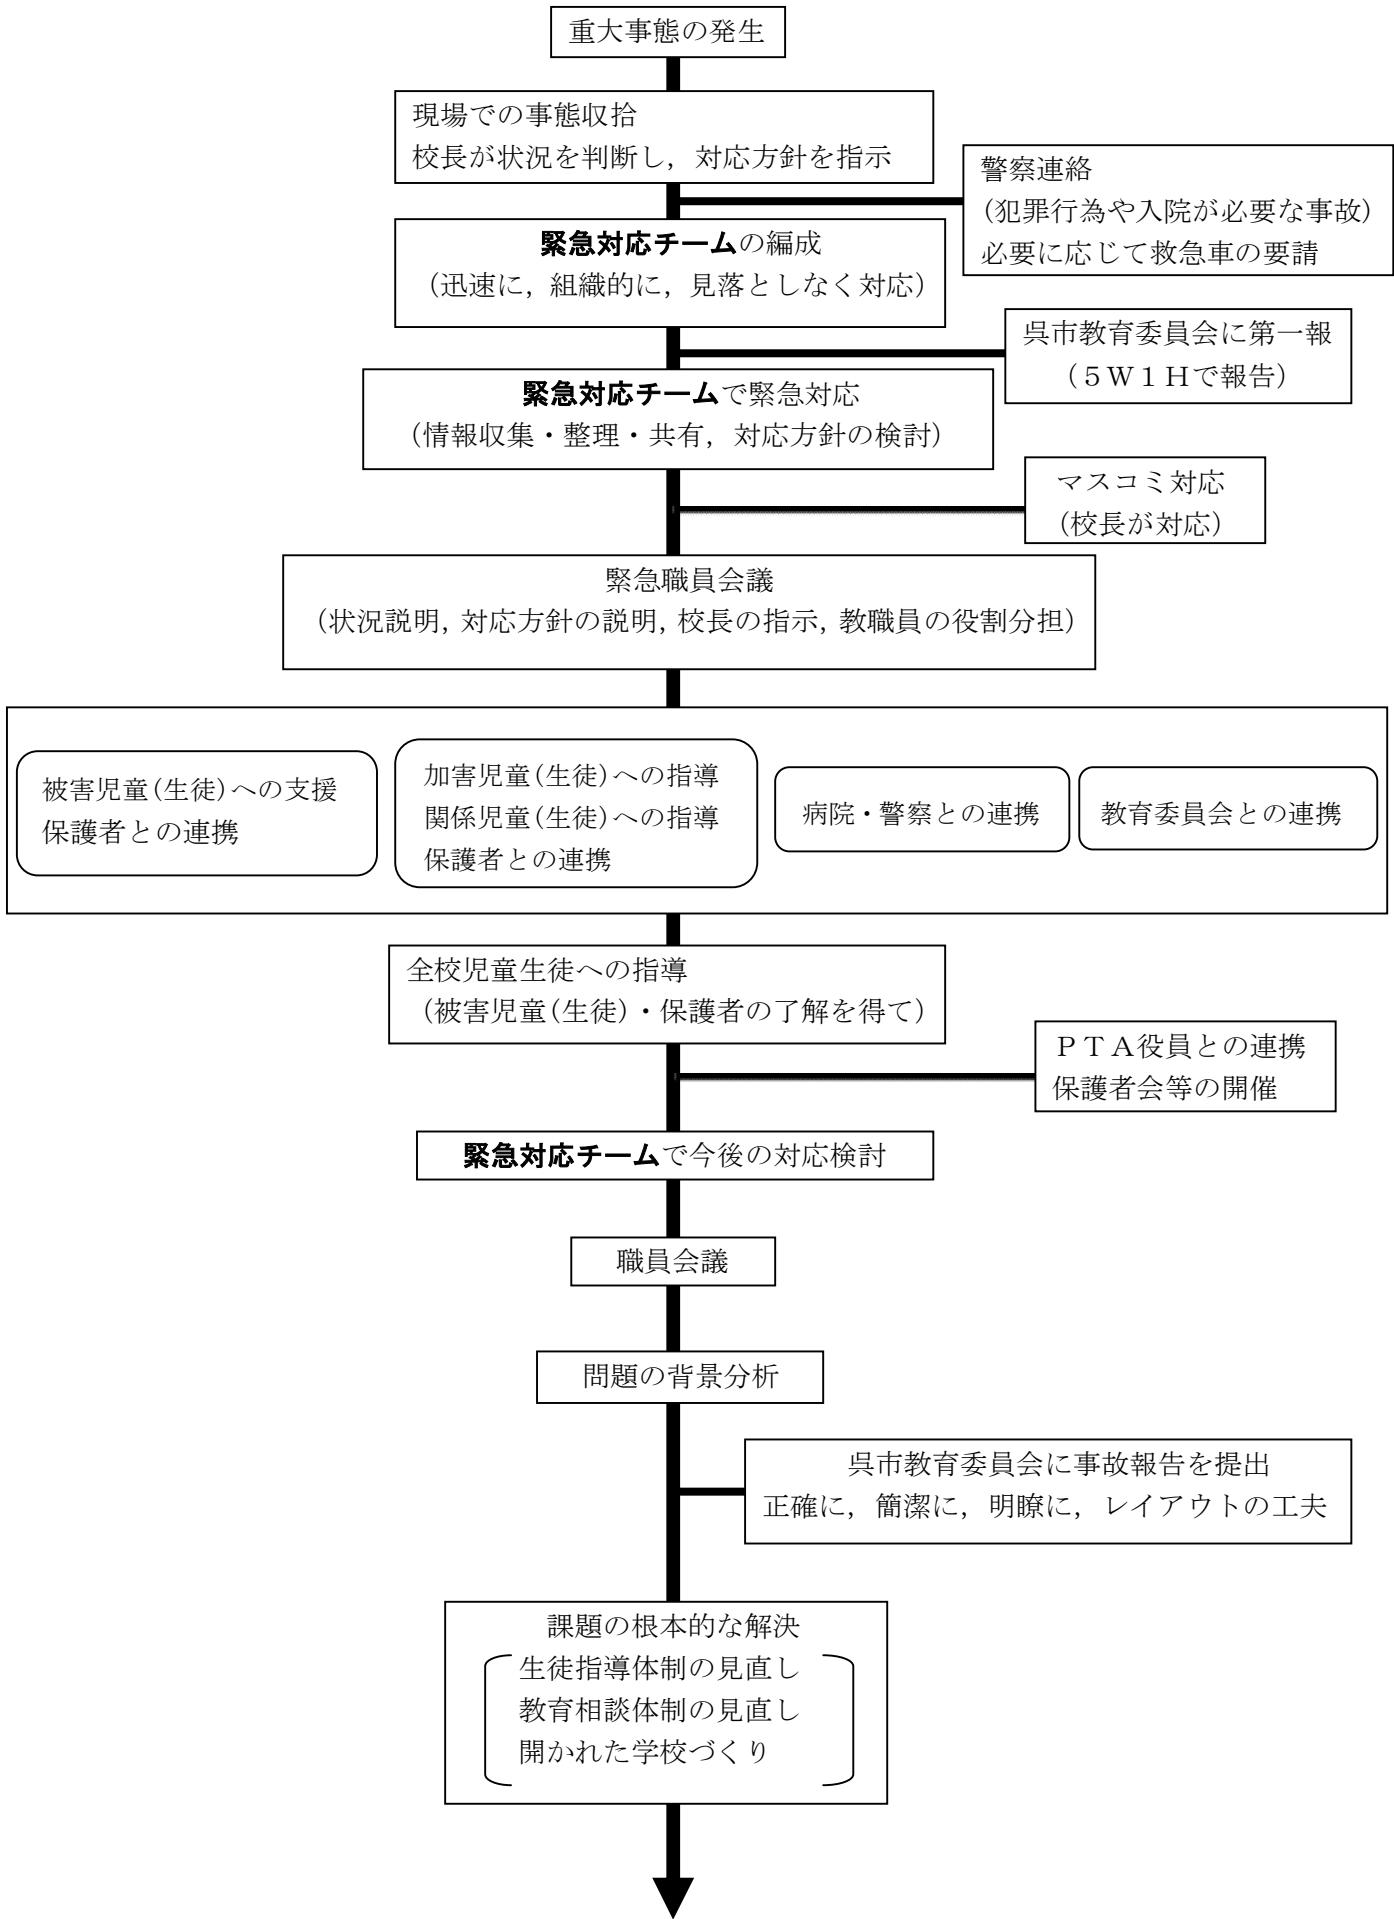 重大事態の発生
現場での事態収拾
校長が状況を判断し，対応方針を指示
警察連絡
(犯罪行為や入院が必要な事故)
必要に応じて救急車の要請
緊急対応チームの編成
（迅速に，組織的に，見落としなく対応）
呉市教育委員会に第一報
（５Ｗ１Ｈで報告）
緊急対応チームで緊急対応
（情報収集・整理・共有，対応方針の検討）
マスコミ対応
（校長が対応）
緊急職員会議
（状況説明，対応方針の説明，校長の指示，教職員の役割分担）
被害児童(生徒)への支援
保護者との連携
加害児童(生徒)への指導
関係児童(生徒)への指導
保護者との連携
病院・警察との連携
教育委員会との連携
全校児童生徒への指導
（被害児童(生徒)・保護者の了解を得て）
ＰＴＡ役員との連携
保護者会等の開催
緊急対応チームで今後の対応検討
職員会議
問題の背景分析
呉市教育委員会に事故報告を提出
正確に，簡潔に，明瞭に，レイアウトの工夫
課題の根本的な解決
生徒指導体制の見直し
教育相談体制の見直し
開かれた学校づくり